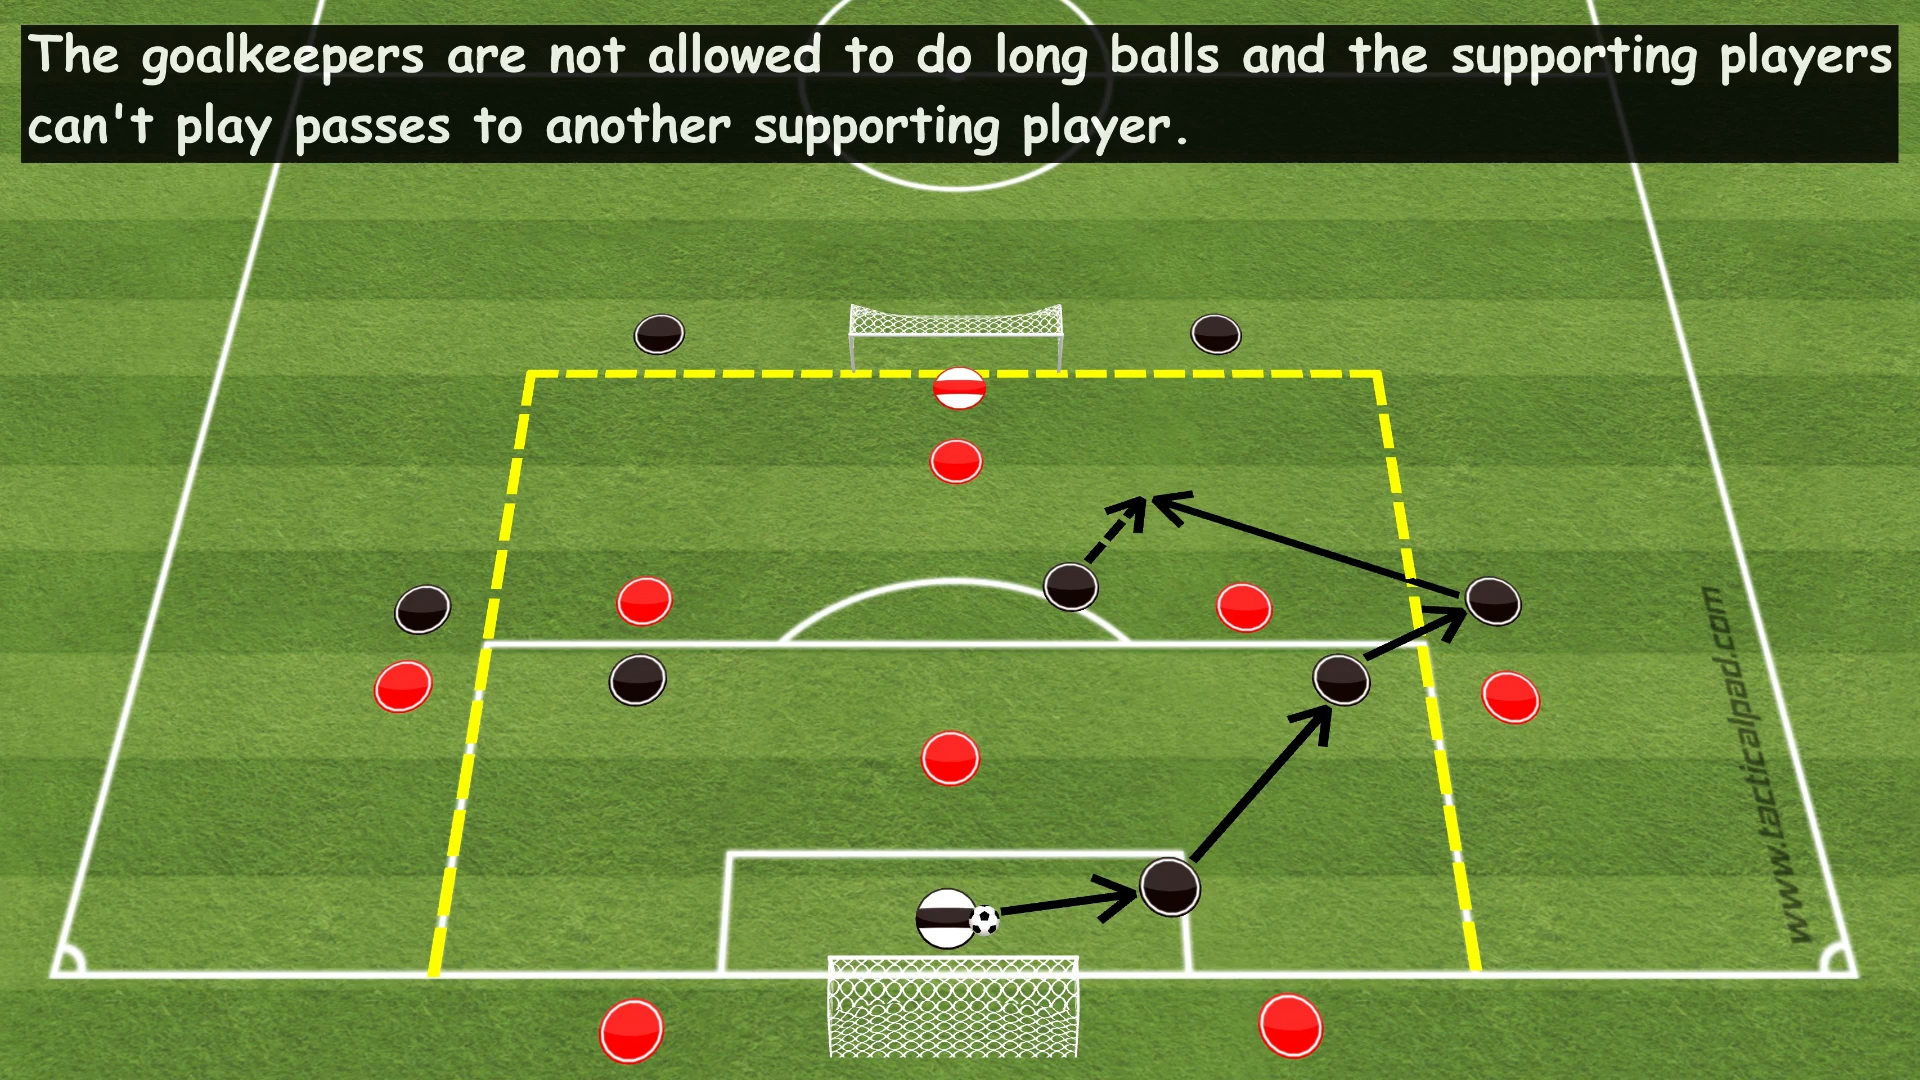 The goalkeepers are not allowed to do long balls and the supporting players
can't play passes to another supporting player.
www.tacticalpad.com